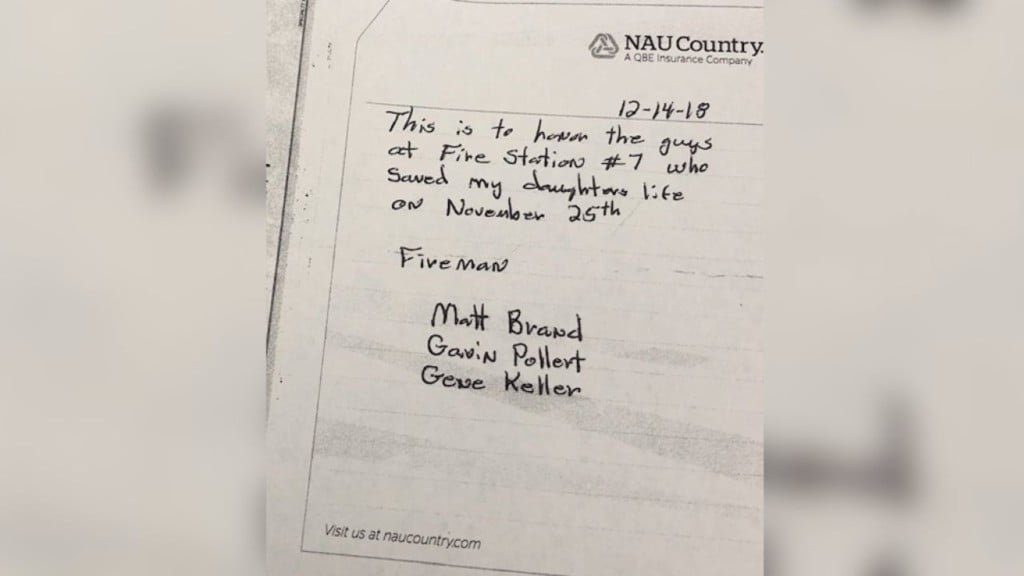 NAU Country.
A QBE Insurance Company
12-14-18
This is to honor the guys
at Fire Station #7 who
Saved my daughters life
on November 25th
Fireman
Matt Brand
Gavin Pollert
Gene Keller
Visit us at naucountry.com